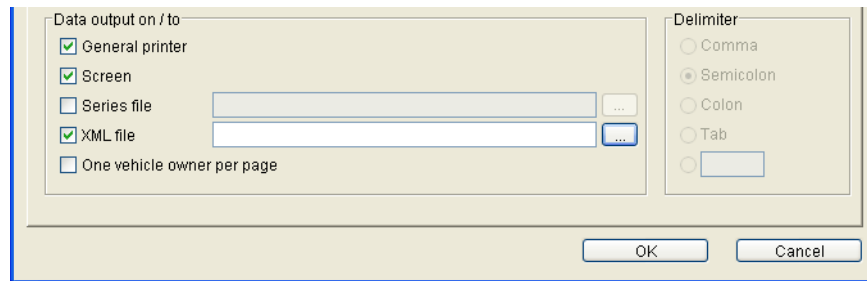 Data output on / to
General printer
Screen
Series file ...
XML file ...
One vehicle owner per page
Delimiter
Comma
Semicolon
Colon
Tab
OK Cancel